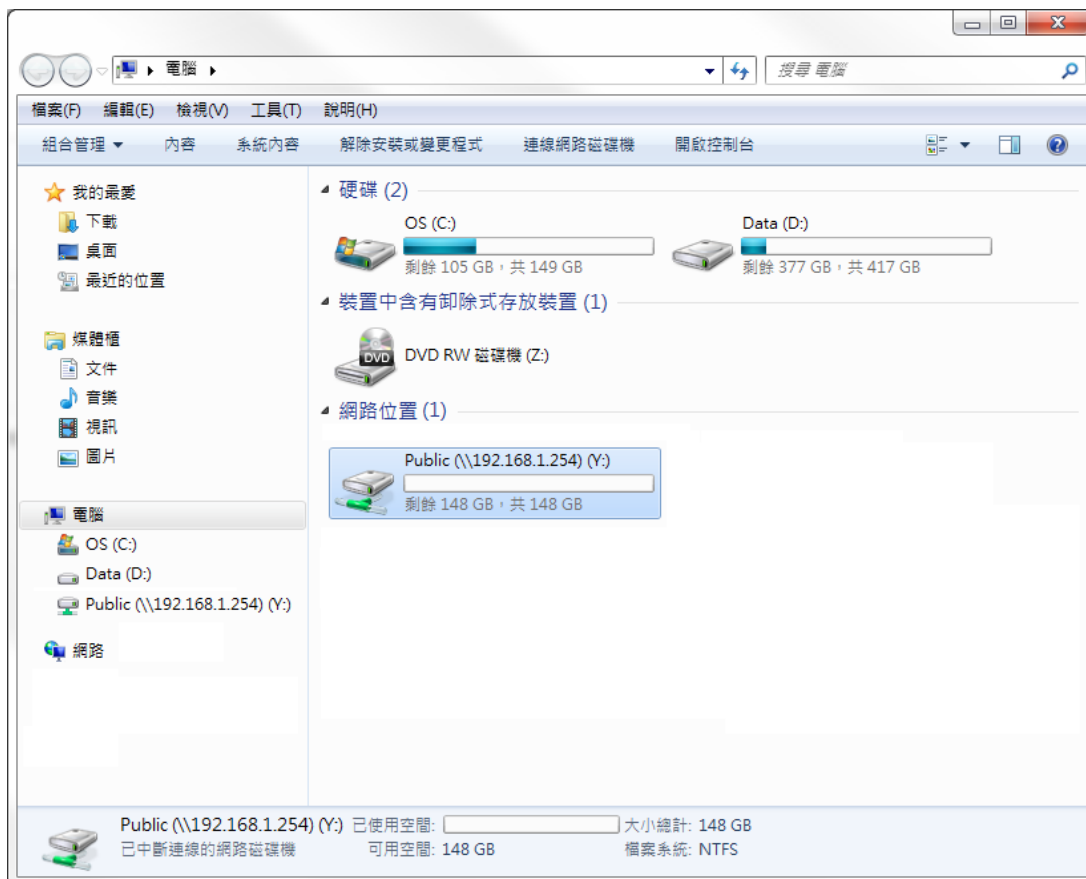 電腦
搜尋 電腦
檔案(F) 編輯(E) 檢視(V) 工具(T) 說明(H)
組合管理 內容 系統內容 解除安裝或變更程式 連線網路磁碟機 開啟控制台
我的最愛
下載
桌面
最近的位置
媒體櫃
文件
音樂
視訊
圖片
電腦
OS (C:)
Data (D:)
Public (\\192.168.1.254) (Y:)
網路
硬碟 (2)
OS (C:)
剩餘 105 GB，共 149 GB
Data (D:)
剩餘 377 GB，共 417 GB
裝置中含有卸除式存放裝置 (1)
DVD
DVD RW 磁碟機 (Z:)
網路位置 (1)
Public (\\192.168.1.254) (Y:)
剩餘 148 GB，共 148 GB
Public (\\192.168.1.254) (Y:) 已使用空間: 大小總計: 148 GB
已中斷連線的網路磁碟機 可用空間: 148 GB 檔案系統: NTFS